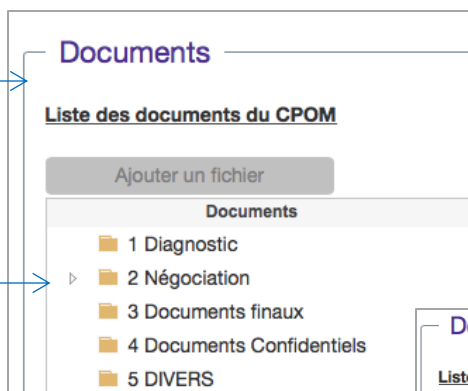 Documents
Liste des documents du CPOM
Ajouter un fichier
Documents
1 Diagnostic
2 Négociation
3 Documents finaux
4 Documents Confidentiels
5 DIVERS